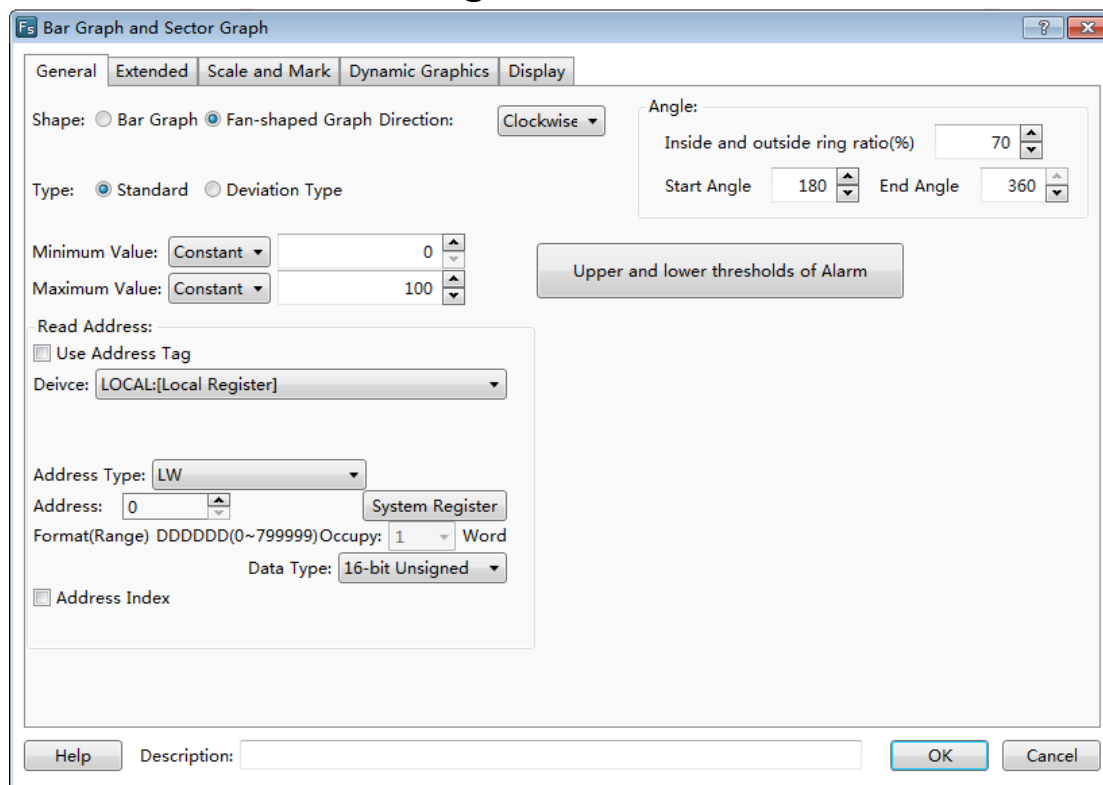 Fs Bar Graph and Sector Graph
General Extended Scale and Mark Dynamic Graphics Display
Shape: Bar Graph Fan-shaped Graph Direction: Clockwise
Angle:
Inside and outside ring ratio(%) 70
Start Angle 180 End Angle 360
Type: Standard Deviation Type
Minimum Value: Constant 0
Maximum Value: Constant 100
Upper and lower thresholds of Alarm
Read Address:
Use Address Tag
Deivce: LOCAL:[Local Register]
Address Type: LW
Address: 0 System Register
Format(Range) DDDDDD(0~799999)Occupy: 1 Word
Data Type: 16-bit Unsigned
Address Index
Help Description: OK Cancel